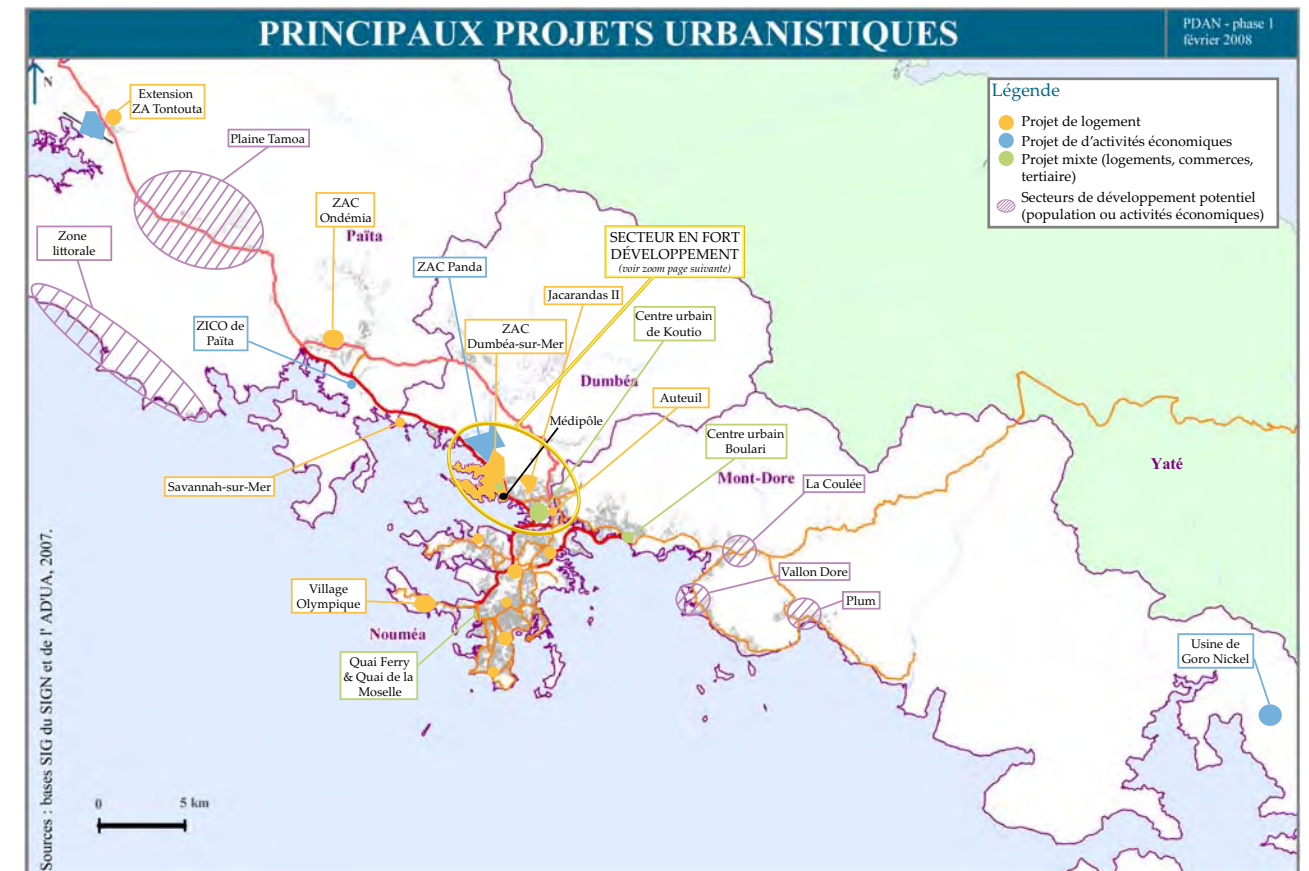 PRINCIPAUX PROJETS URBANISTIQUES
PDAN - phase 1
février 2008
N
Légende
Projet de logement
Projet de d'activités économiques
Projet mixte (logements, commerces,
tertiaire)
Secteurs de développement potentiel
(population ou activités économiques)
Extension
ZA Tontouta
Plaine Tamoa
Zone
littorale
ZAC
Ondémia
Païta
ZICO de
Païta
ZAC Panda
SECTEUR EN FORT
DÉVELOPPEMENT
(voir zoom page suivante)
Jacarandas II
ZAC
Dumbéa-sur-Mer
Centre urbain
de Koutio
Dumbéa
Auteuil
Médipôle
Centre urbain
Boulari
Mont-Dore
La Coulée
Yaté
Savannah-sur-Mer
Vallon Dore
Plum
Village
Olympique
Nouméa
Quai Ferry
& Quai de la
Moselle
Usine de
Goro Nickel
0 5 km
Sources : bases SIG du SIGN et de l' ADUA, 2007.